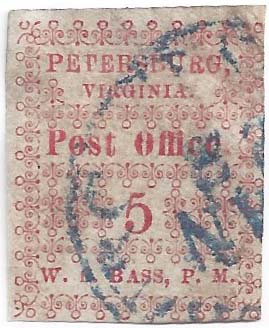 PETERSBURG,
VIRGINIA.
Post Office
5
W. E. BASS, P. M.